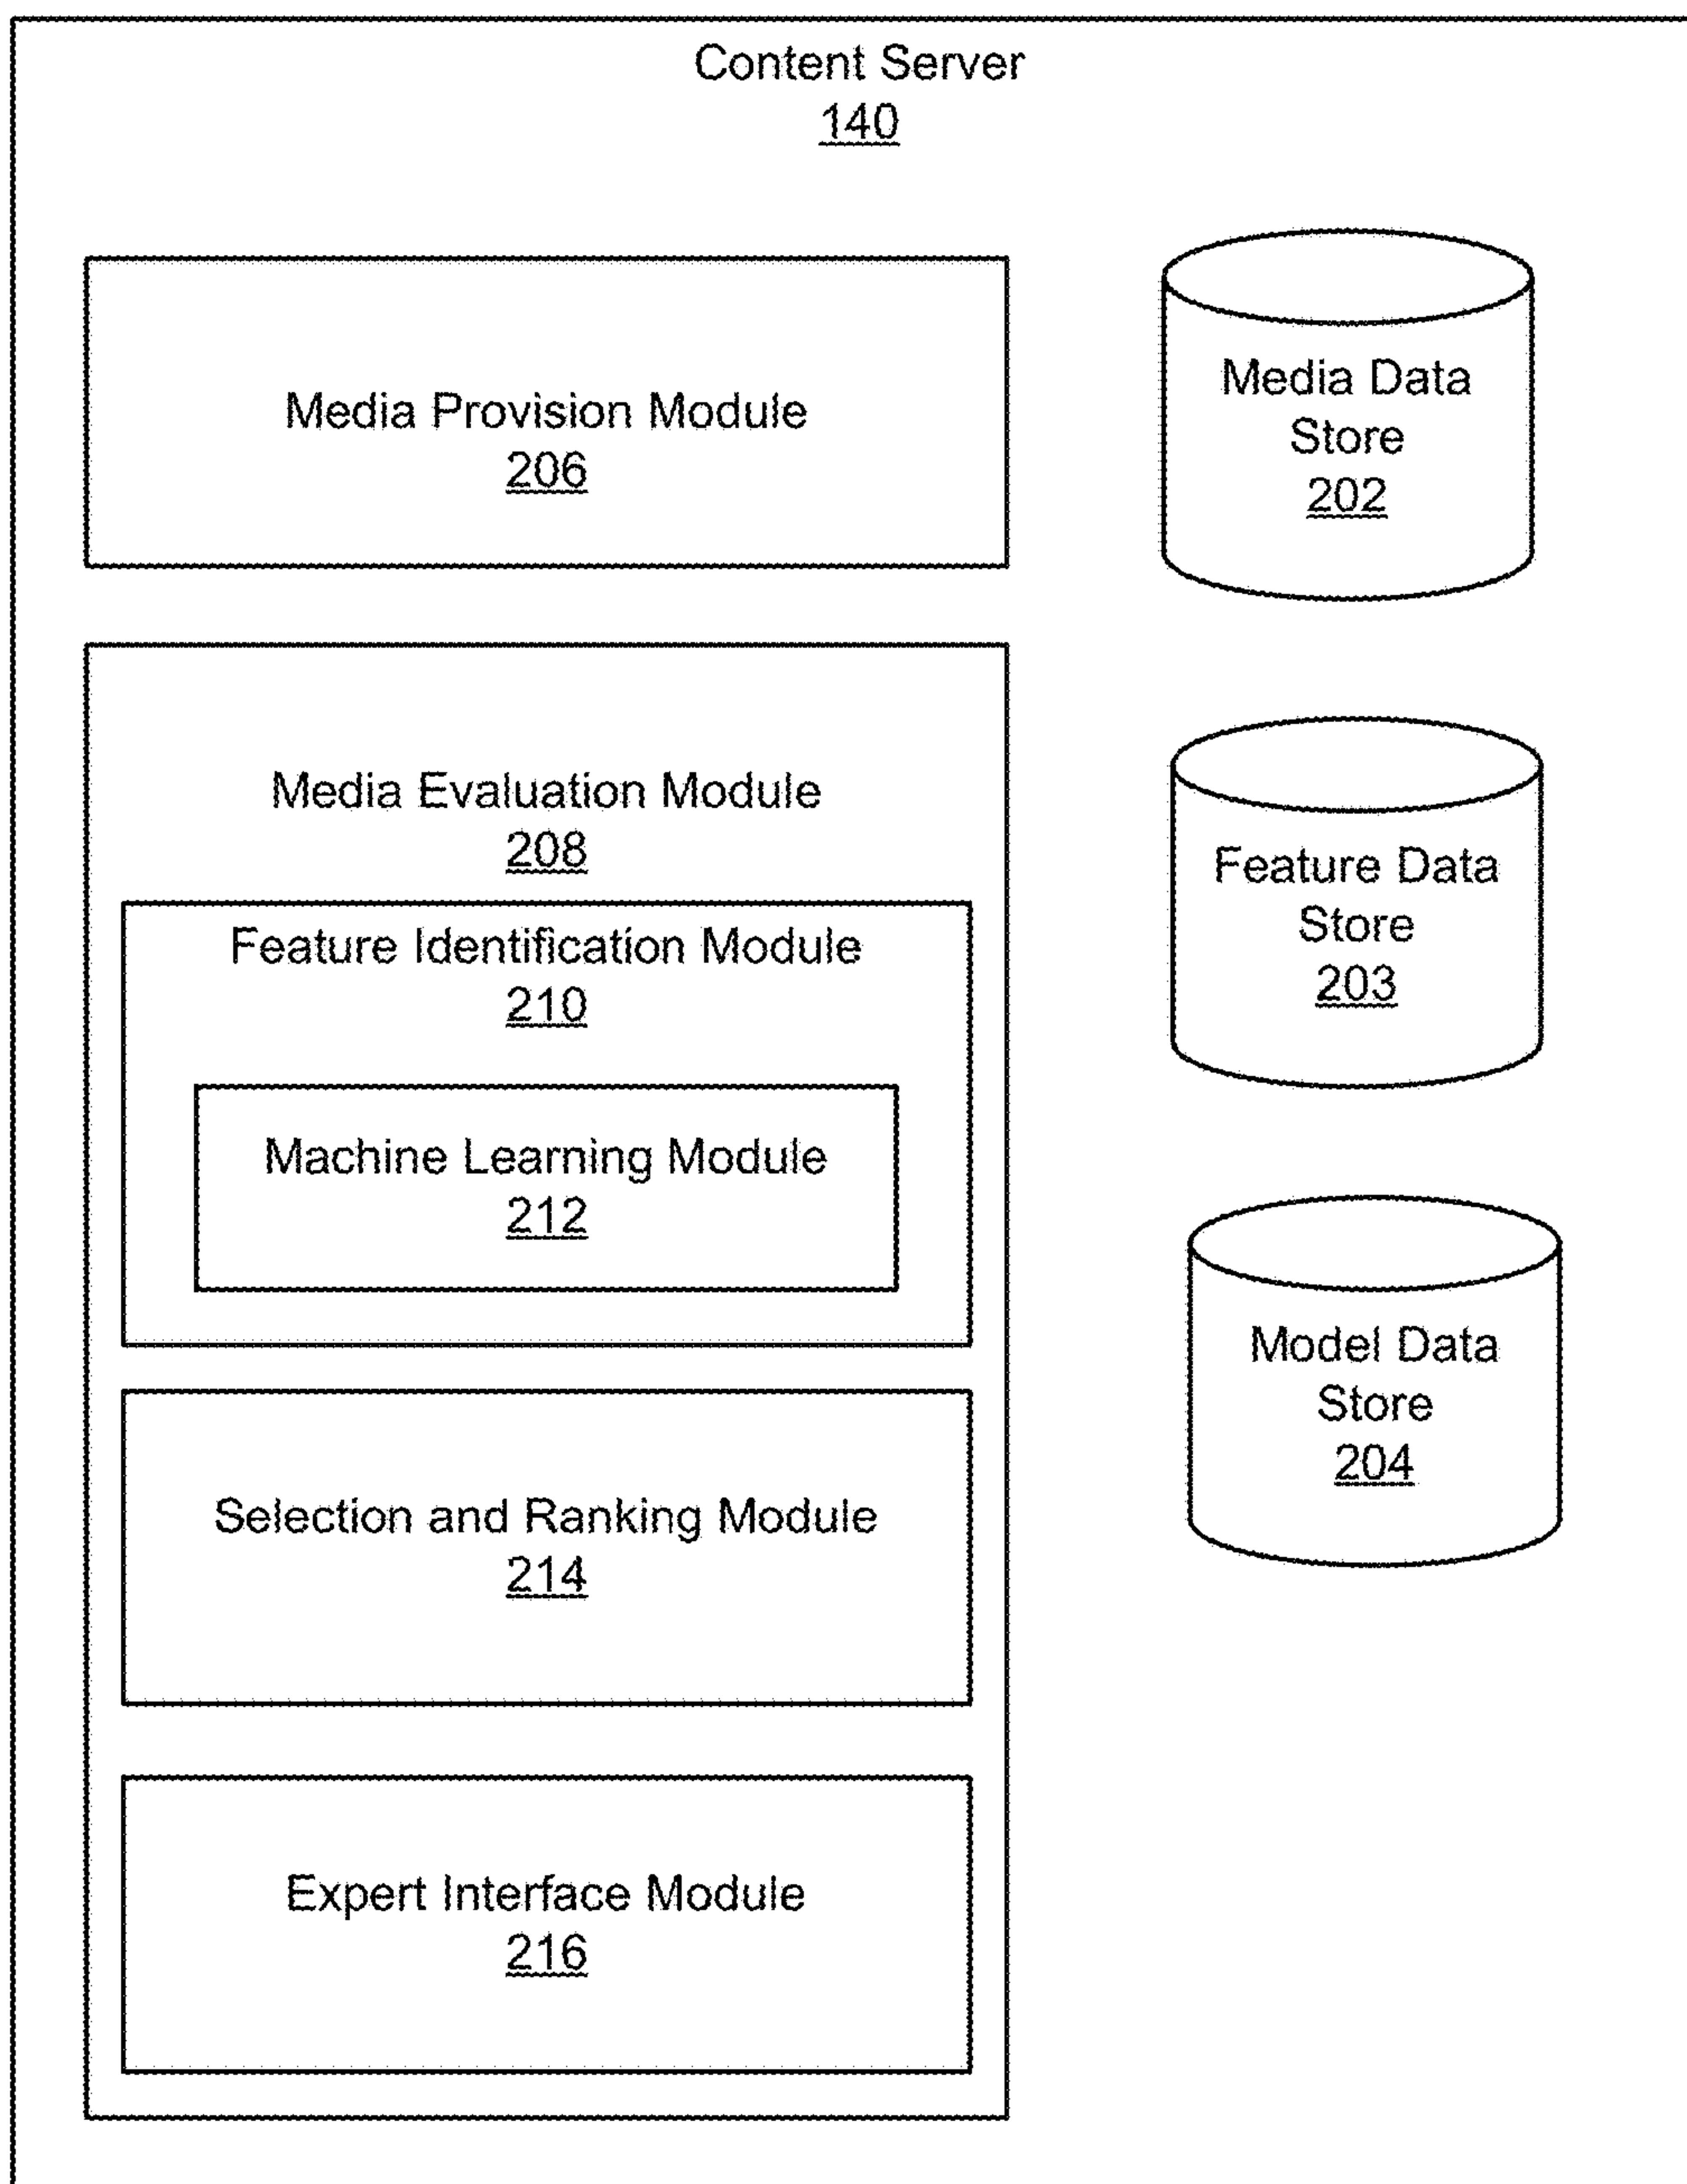 Content Server
140
Media Provision Module
206
Media Data
Store
202
Media Evaluation Module
208
Feature Identification Module
210
Machine Learning Module
212
Selection and Ranking Module
214
Expert Interface Module
216
Feature Data
Store
203
Model Data
Store
204